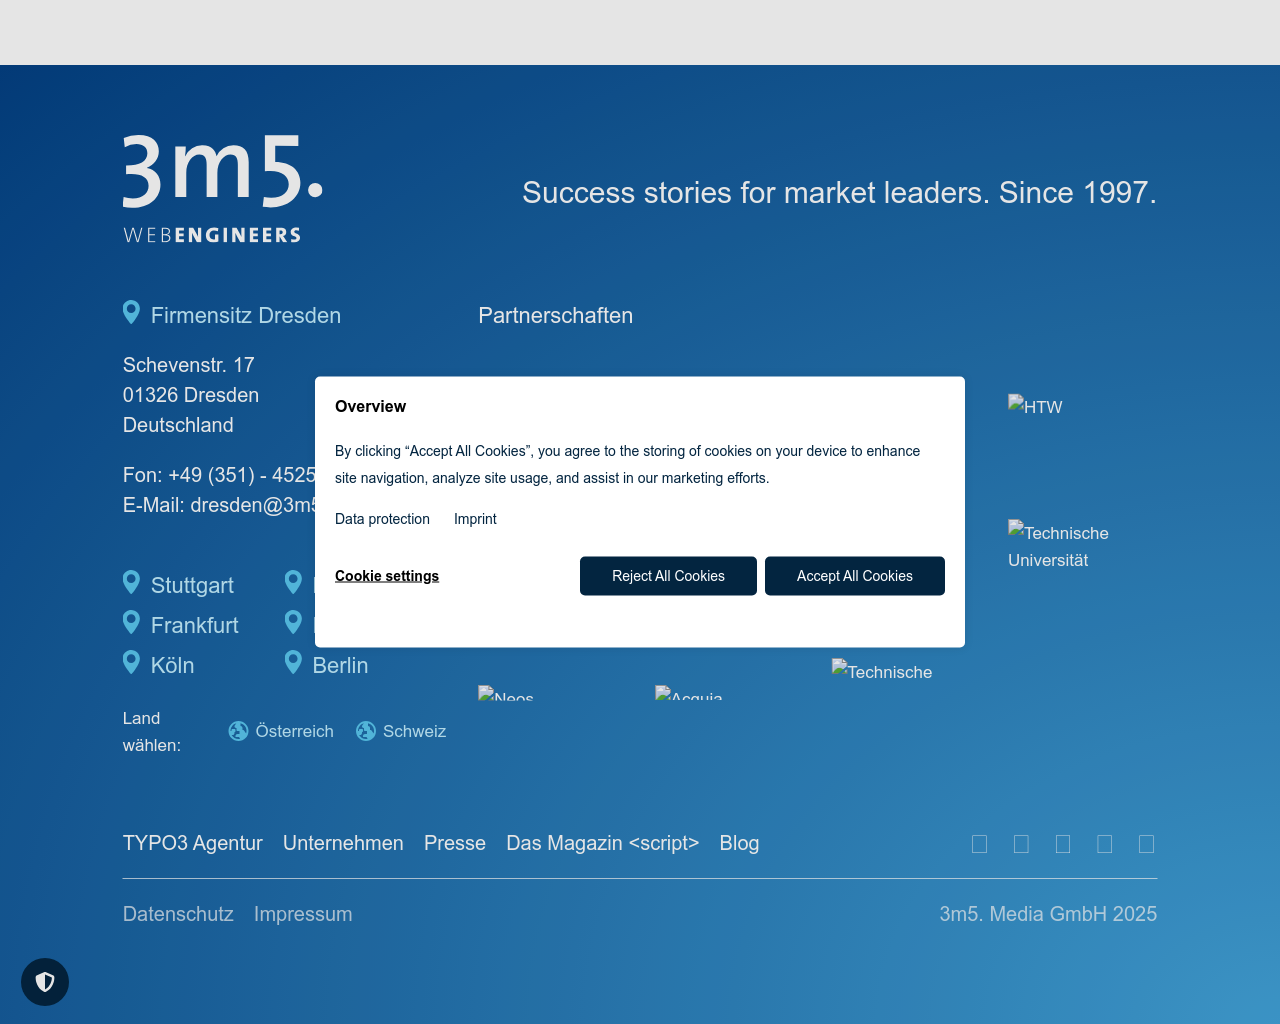 3m5.
WEBENGINEERS
Success stories for market leaders. Since 1997.
Firmensitz Dresden
Partnerschaften
Schevenstr. 17
01326 Dresden
Deutschland
Fon: +49 (351) - 4525
E-Mail: dresden@3m5
HTW
Technische
Universität
Overview
By clicking “Accept All Cookies”, you agree to the storing of cookies on your device to enhance
site navigation, analyze site usage, and assist in our marketing efforts.
Data protection Imprint
Cookie settings
Reject All Cookies
Accept All Cookies
Stuttgart
Frankfurt
Köln
Berlin
Technische
Neos
Acquia
Land
wählen:
Österreich
Schweiz
TYPO3 Agentur Unternehmen Presse Das Magazin <script> Blog
Datenschutz Impressum
3m5. Media GmbH 2025